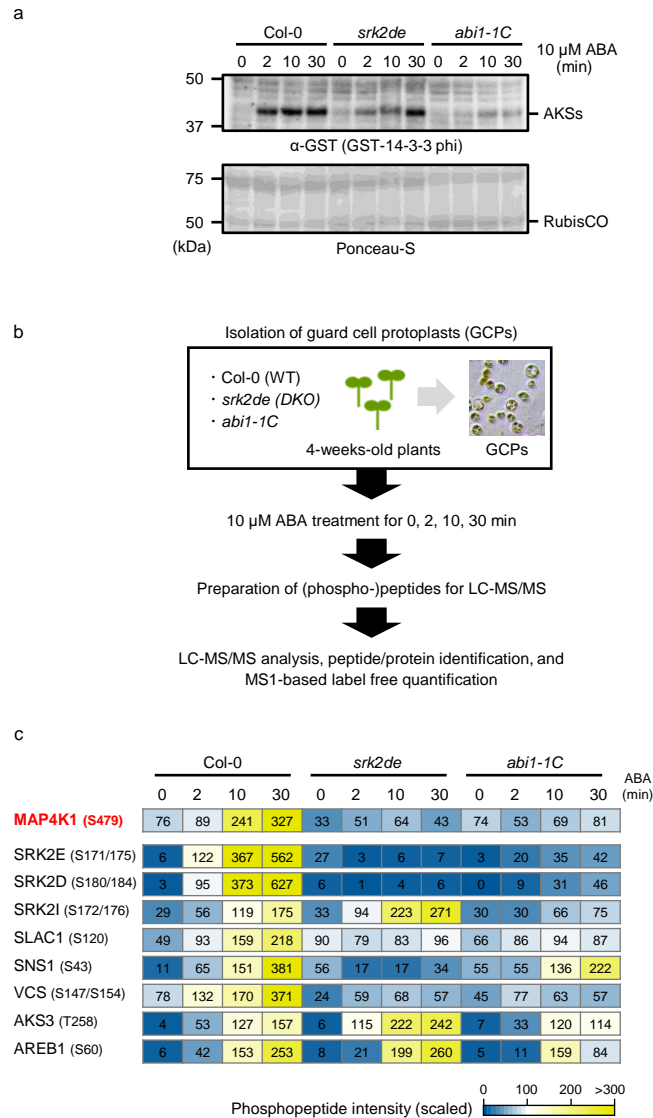 a
Col-0 srk2de abi1-1C
0 2 10 30 0 2 10 30 0 2 10 30 10 µM ABA
(min)
50
37
AKSs
α-GST (GST-14-3-3 phi)
75
50
RubisCO
(kDa)
Ponceau-S
b
Isolation of guard cell protoplasts (GCPs)
· Col-0 (WT)
· srk2de (DKO)
· abi1-1C
4-weeks-old plants GCPs
10 µM ABA treatment for 0, 2, 10, 30 min
Preparation of (phospho-)peptides for LC-MS/MS
LC-MS/MS analysis, peptide/protein identification, and
MS1-based label free quantification
c
Col-0 srk2de abi1-1C
0 2 10 30 0 2 10 30 0 2 10 30 ABA
(min)
MAP4K1 (S479) 76 89 241 327 33 51 64 43 74 53 69 81
SRK2E (S171/175) 6 122 367 562 27 3 6 7 3 20 35 42
SRK2D (S180/184) 3 95 373 627 6 1 4 6 0 9 31 46
SRK2I (S172/176) 29 56 119 175 33 94 223 271 30 30 66 75
SLAC1 (S120) 49 93 159 218 90 79 83 96 66 86 94 87
SNS1 (S43) 11 65 151 381 56 17 17 34 55 55 136 222
VCS (S147/S154) 78 132 170 371 24 59 68 57 45 77 63 57
AKS3 (T258) 4 53 127 157 6 115 222 242 7 33 120 114
AREB1 (S60) 6 42 153 253 8 21 199 260 5 11 159 84
0 100 200 >300
Phosphopeptide intensity (scaled)